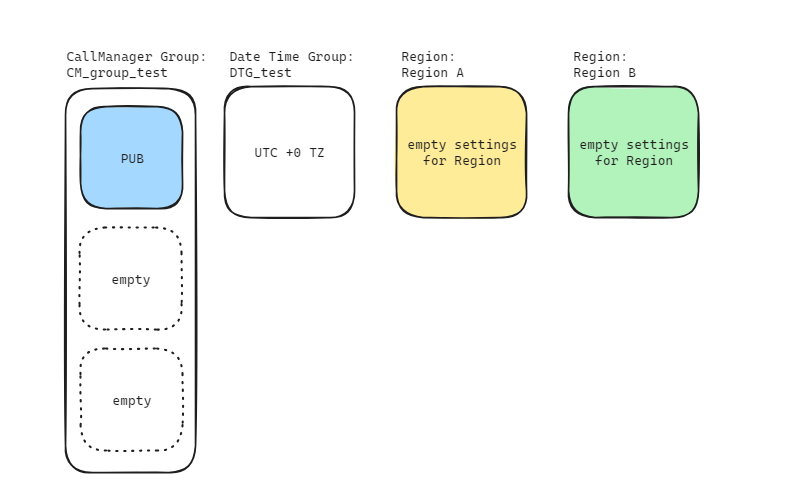 CallManager Group:
CM_group_test
Date Time Group:
DTG_test
Region:
Region A
Region:
Region B
PUB
UTC +0 TZ
empty settings
for Region
empty settings
for Region
empty
empty